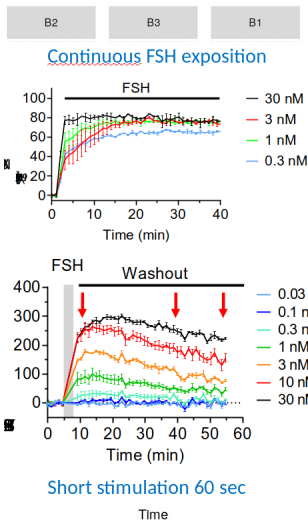 B2 B3 B1
Continuous FSH exposition
FSH
100
80
60
40
20
0
30 nM
3 nM
1 nM
0.3 nM
0 10 20 30 40
Time (min)
FSH Washout
400
300
200
100
0
0.03
0.1 n
0.3 n
1 nM
3 nM
10 nM
30 nM
0 10 20 30 40 50 60
Time (min)
Short stimulation 60 sec
Time